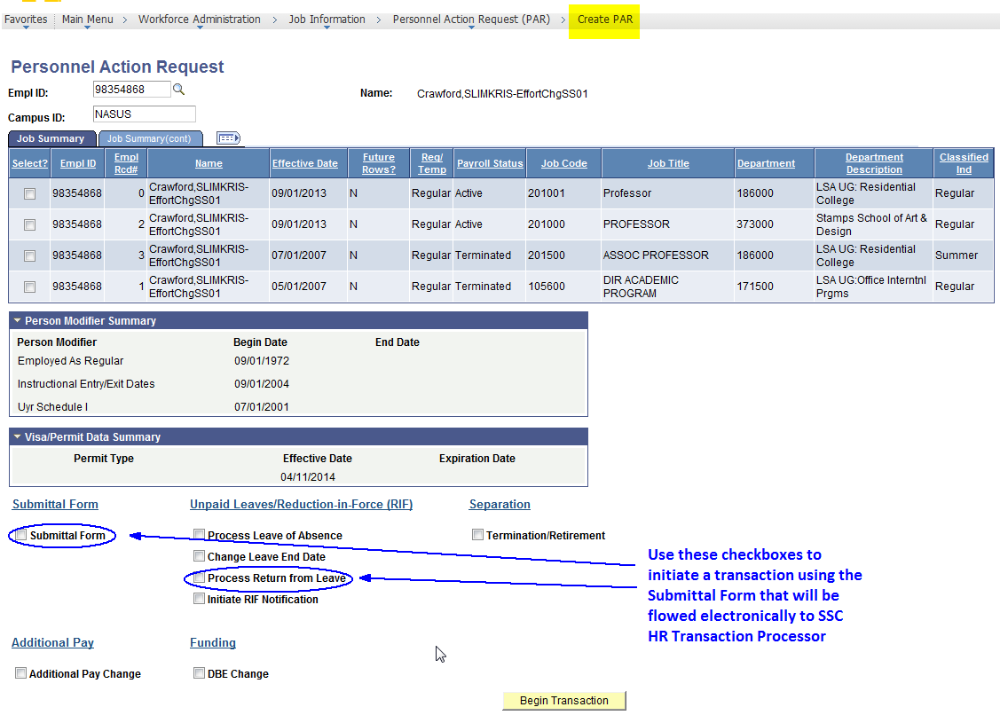 Favorites Main Menu > Workforce Administration > Job Information > Personnel Action Request (PAR) > Create PAR
Personnel Action Request
Empl ID: 98354868 Name: Crawford,SLIMKRIS-EffortChgSS01
Campus ID: NASUS
Job Summary Job Summary(cont)
Select? Empl ID Empl Rcd# Name Effective Date Future Rows? Reg/Temp Payroll Status Job Code Job Title Department Department Description Classified Ind
98354868 0 Crawford,SLIMKRIS-EffortChgSS01 09/01/2013 N Regular Active 201001 Professor 186000 LSA UG: Residential College Regular
98354868 2 Crawford,SLIMKRIS-EffortChgSS01 09/01/2013 N Regular Active 201000 PROFESSOR 373000 Stamps School of Art & Design Regular
98354868 3 Crawford,SLIMKRIS-EffortChgSS01 07/01/2007 N Regular Terminated 201500 ASSOC PROFESSOR 186000 LSA UG: Residential College Summer
98354868 1 Crawford,SLIMKRIS-EffortChgSS01 05/01/2007 N Regular Terminated 105600 DIR ACADEMIC PROGRAM 171500 LSA UG:Office Interntnl Prgms Regular
Person Modifier Summary
Person Modifier Begin Date End Date
Employed As Regular 09/01/1972
Instructional Entry/Exit Dates 09/01/2004
Uyr Schedule I 07/01/2001
Visa/Permit Data Summary
Permit Type Effective Date Expiration Date
04/11/2014
Submittal Form Unpaid Leaves/Reduction-in-Force (RIF) Separation
Submittal Form Process Leave of Absence Termination/Retirement
Change Leave End Date
Process Return from Leave
Initiate RIF Notification
Use these checkboxes to
initiate a transaction using the
Submittal Form that will be
flowed electronically to SSC
HR Transaction Processor
Additional Pay Funding
Additional Pay Change DBE Change
Begin Transaction